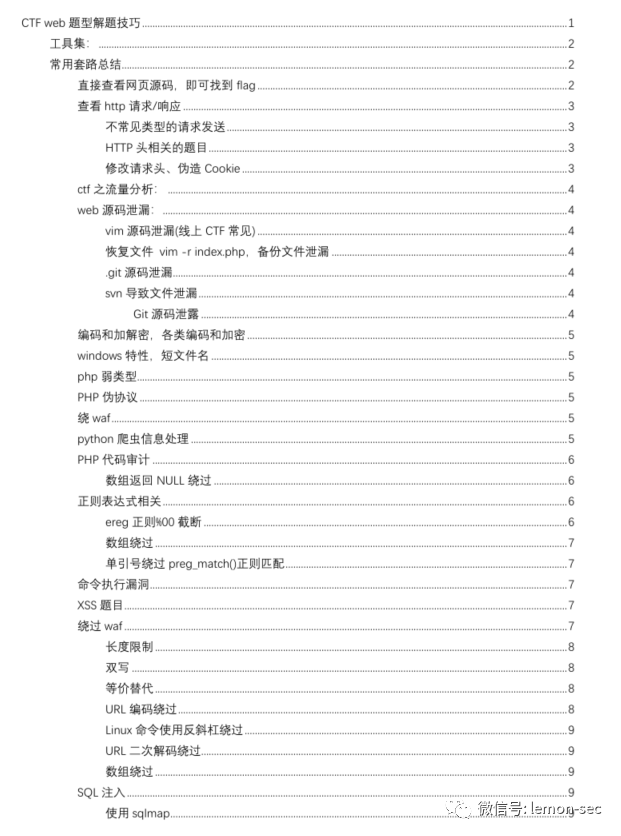 CTF web 题型解题技巧 1
工具集： 2
常用套路总结 2
直接查看网页源码，即可找到 flag 2
查看 http 请求/响应 3
不常见类型的请求发送 3
HTTP 头相关的题目 3
修改请求头、伪造 Cookie 3
ctf 之流量分析： 4
web 源码泄漏： 4
vim 源码泄漏(线上 CTF 常见) 4
恢复文件 vim -r index.php，备份文件泄漏 4
.git 源码泄漏 4
svn 导致文件泄漏 4
Git 源码泄露 4
编码和加解密，各类编码和加密 5
windows 特性，短文件名 5
php 弱类型 5
PHP 伪协议 5
绕 waf 5
python 爬虫信息处理 5
PHP 代码审计 6
数组返回 NULL 绕过 6
正则表达式相关 6
ereg 正则%00 截断 6
数组绕过 7
单引号绕过 preg_match()正则匹配 7
命令执行漏洞 7
XSS 题目 7
绕过 waf 7
长度限制 8
双写 8
等价替代 8
URL 编码绕过 8
Linux 命令使用反斜杠绕过 9
URL 二次解码绕过 9
数组绕过 9
SQL 注入 9
使用 sqlmap
微信号: lemon-sec